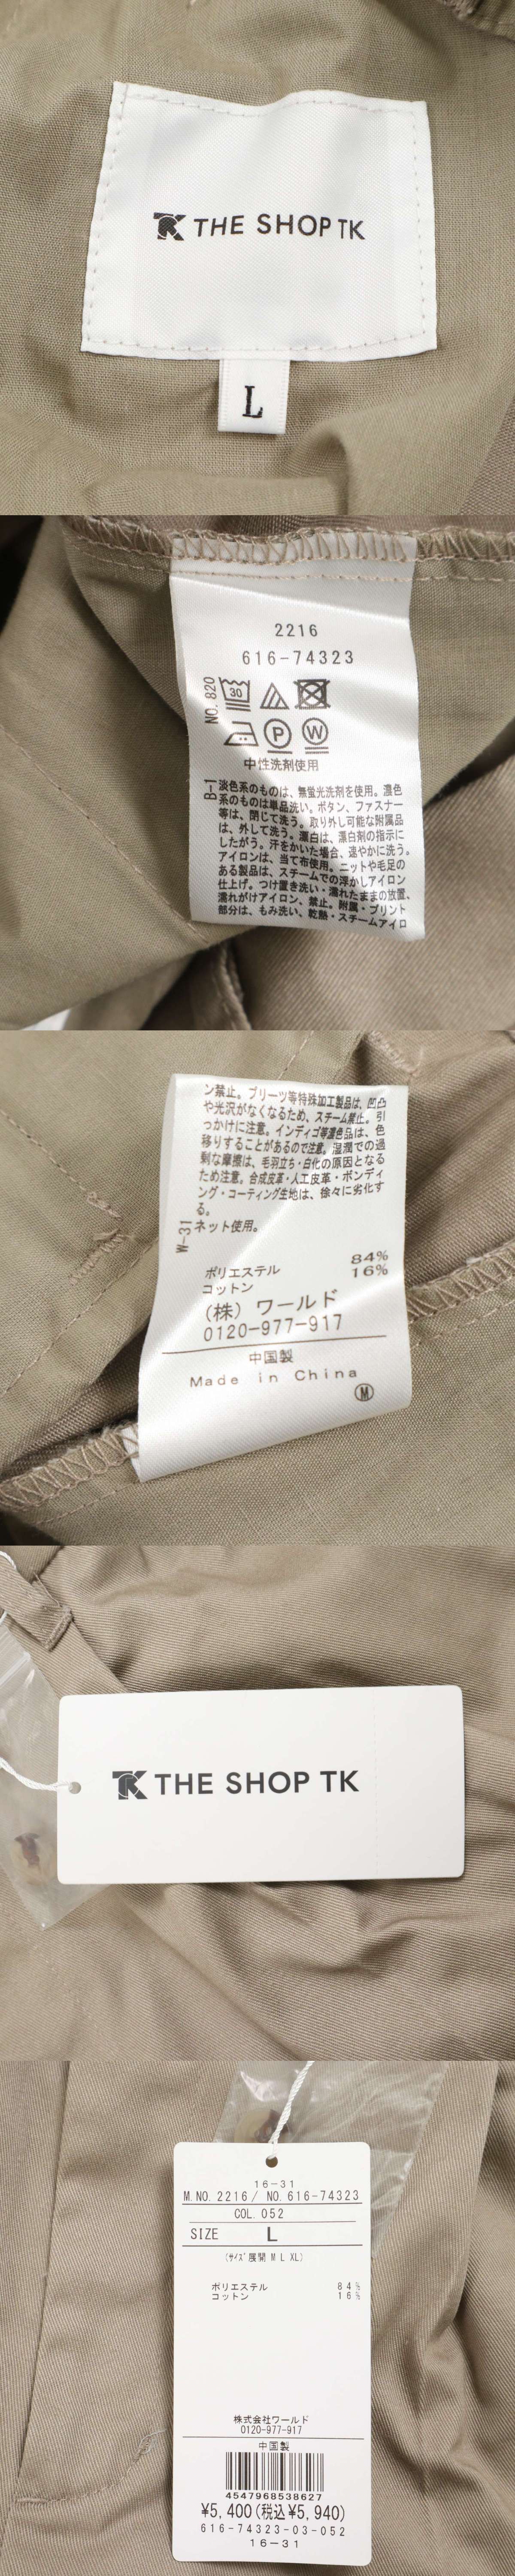 TK THE SHOP TK
L
2216
616-74323
NO. 820
30
P
W
中性洗剤使用
B-1
淡色系のものは、無蛍光洗剤を使用。濃色
系のものは単品洗い。ボタン、ファスナー
等は、閉じて洗う。取り外し可能な附属品
は、外して洗う。漂白は、漂白剤の指示に
したがう。汗をかいた場合、速やかに洗う。
アイロンは、当て布使用。ニットや毛足の
ある製品は、スチームでの浮かしアイロン
仕上げ。つけ置き洗い・濡れたままの放置、
濡れがけアイロン、禁止。附属・プリント
部分は、もみ洗い、乾熱・スチームアイロ
ン禁止。プリーツ等特殊加工製品は、凹凸
や光沢がなくなるため、スチーム禁止。引
っかけに注意。インディゴ等濃色品は、色
移りすることがあるので注意。湿潤での過
剰な摩擦は、毛羽立ち・白化の原因となる
ため注意。合成皮革・人工皮革・ボンディ
ング・コーティング生地は、徐々に劣化す
る。
W-31
ネット使用。
ポリエステル 84%
コットン 16%
(株) ワールド
0120-977-917
中国製
Made in China
M
TK THE SHOP TK
16-31
M.NO. 2216 / NO. 616-74323
COL. 052
SIZE L
(ｻｲｽﾞ展開 M L XL)
ポリエステル 84%
コットン 16%
株式会社ワールド
0120-977-917
中国製
4547968538627
¥5,400(税込¥5,940)
616-74323-03-052
16-31